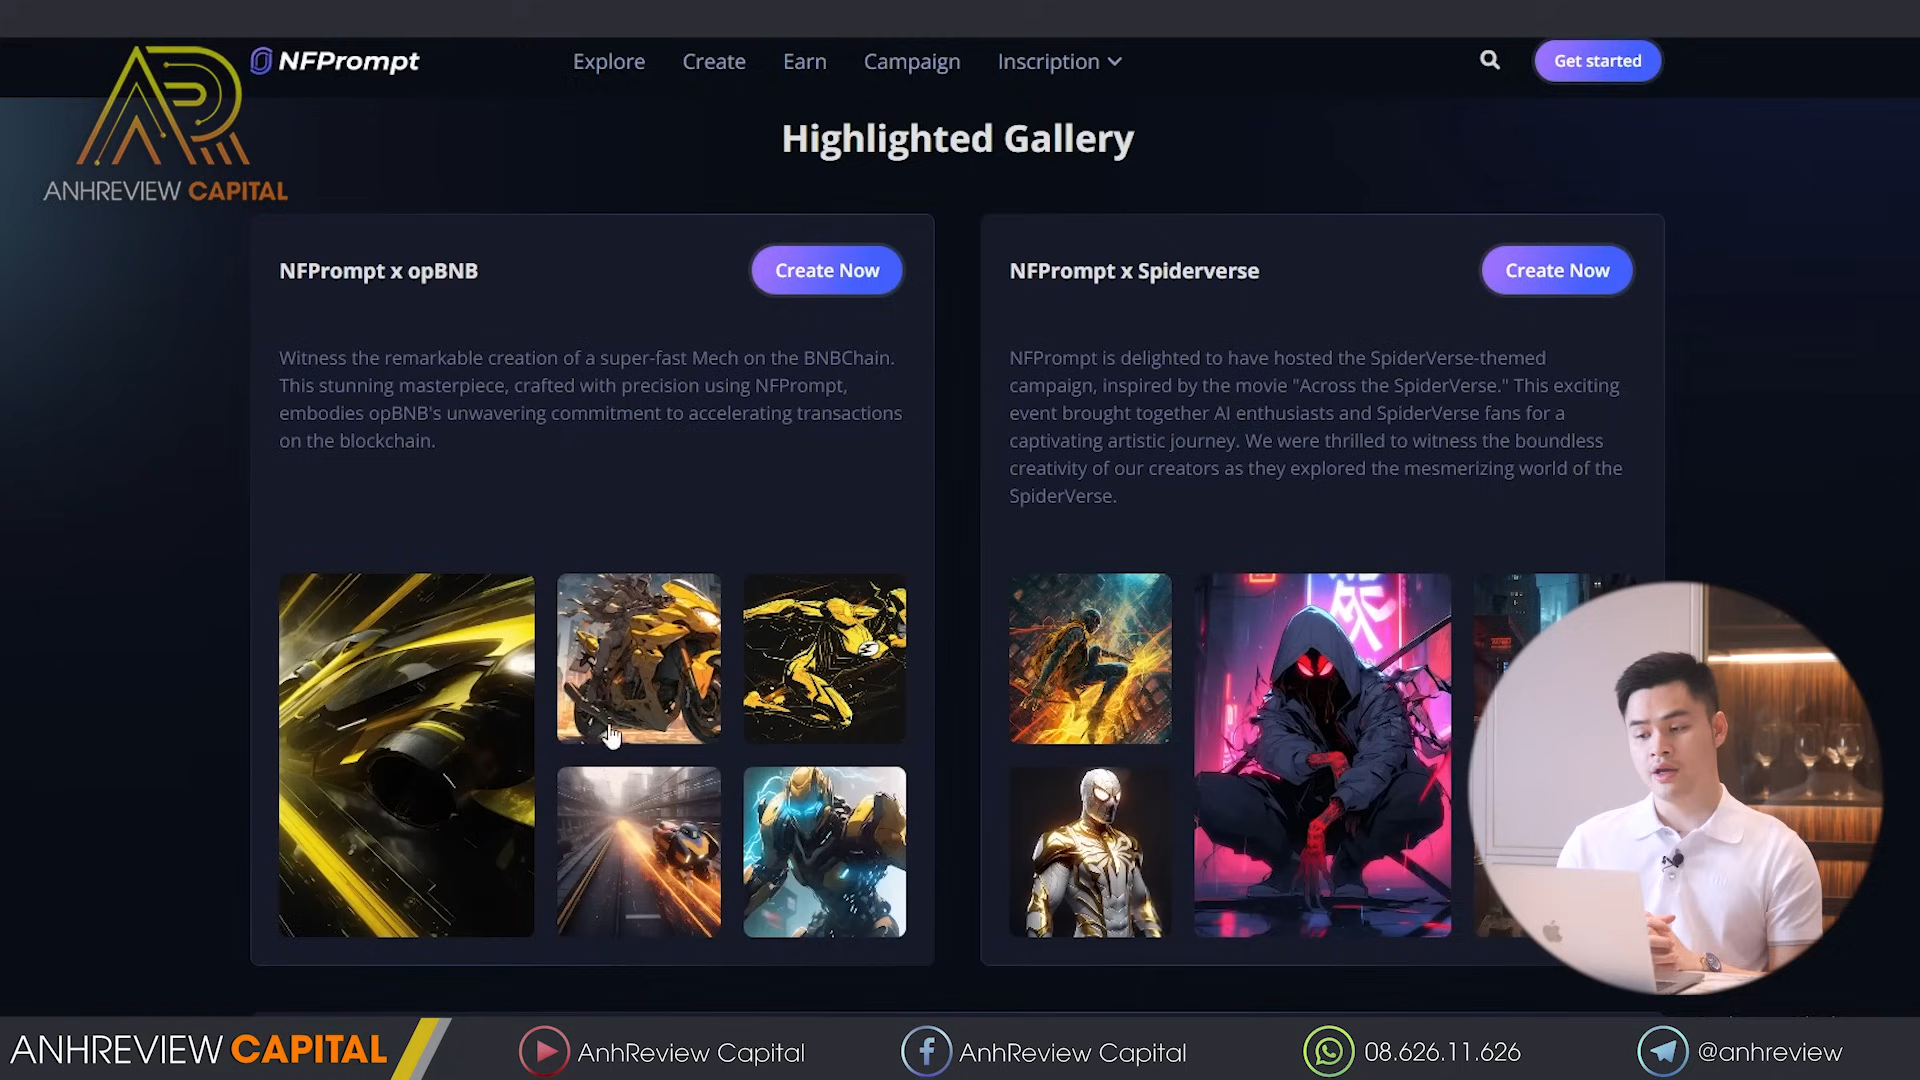 NFPrompt
Explore
Create
Earn
Campaign
Inscription
Get started
ANHREVIEW CAPITAL
Highlighted Gallery
NFPrompt x opBNB
Create Now
Witness the remarkable creation of a super-fast Mech on the BNBChain.
This stunning masterpiece, crafted with precision using NFPrompt,
embodies opBNB's unwavering commitment to accelerating transactions
on the blockchain.
NFPrompt x Spiderverse
Create Now
NFPrompt is delighted to have hosted the SpiderVerse-themed
campaign, inspired by the movie "Across the SpiderVerse." This exciting
event brought together AI enthusiasts and SpiderVerse fans for a
captivating artistic journey. We were thrilled to witness the boundless
creativity of our creators as they explored the mesmerizing world of the
SpiderVerse.
ANHREVIEW CAPITAL
AnhReview Capital
AnhReview Capital
08.626.11.626
@anhreview